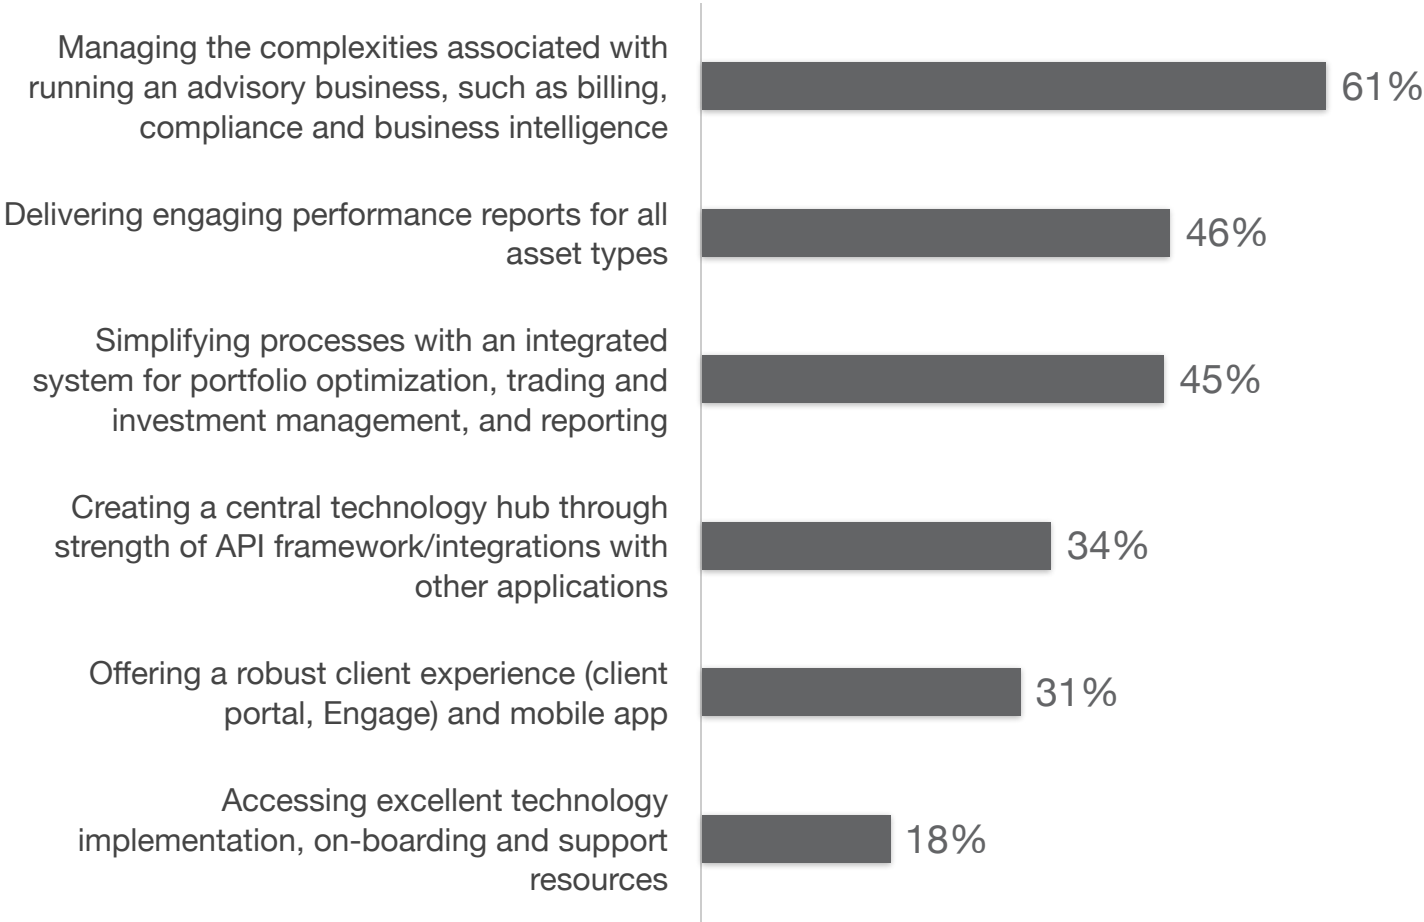 Managing the complexities associated with
running an advisory business, such as billing,
compliance and business intelligence
61%
Delivering engaging performance reports for all
asset types
46%
Simplifying processes with an integrated
system for portfolio optimization, trading and
investment management, and reporting
45%
Creating a central technology hub through
strength of API framework/integrations with
other applications
34%
Offering a robust client experience (client
portal, Engage) and mobile app
31%
Accessing excellent technology
implementation, on-boarding and support
resources
18%